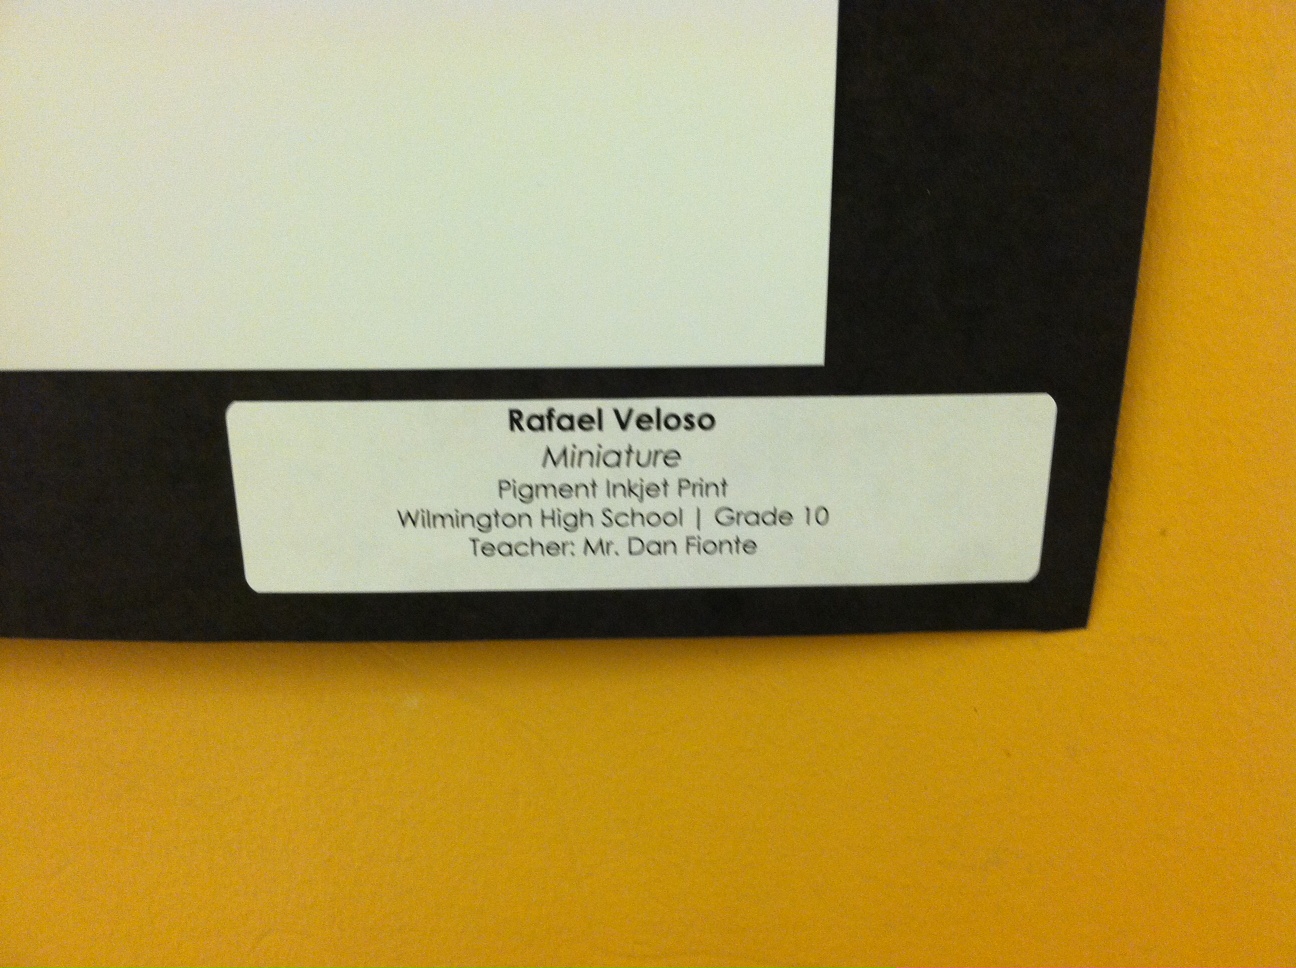 Rafael Veloso
Miniature
Pigment Inkjet Print
Wilmington High School | Grade 10
Teacher: Mr. Dan Fionte